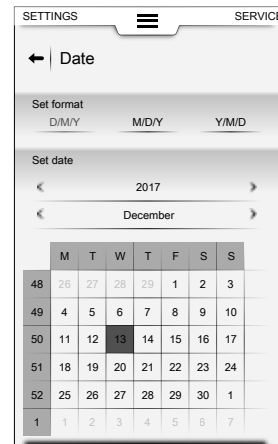 SETTINGS SERVICE
Date
Set format
D/M/Y M/D/Y Y/M/D
Set date
2017
December
M T W T F S S
48 26 27 28 29 1 2 3
49 4 5 6 7 8 9 10
50 11 12 13 14 15 16 17
51 18 19 20 21 22 23 24
52 25 26 27 28 29 30 1
1 1 2 3 4 5 6 7